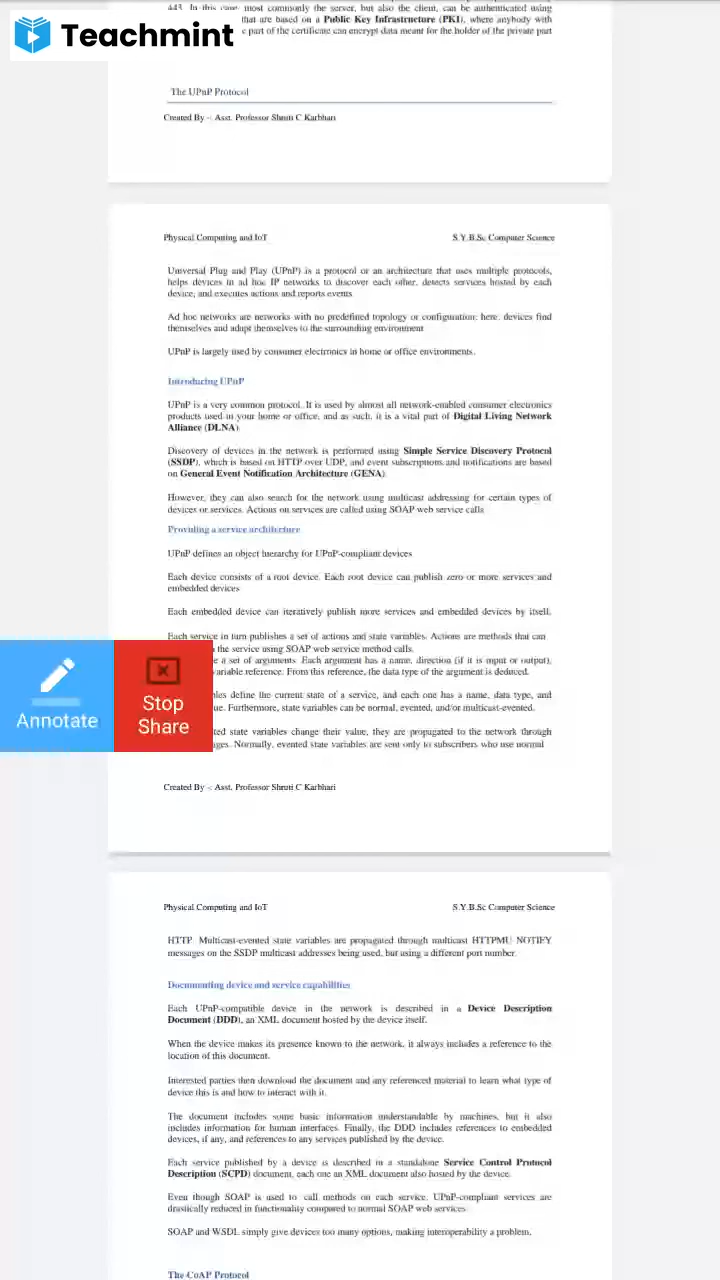 443. In this case, most commonly the server, but also the client, can be authenticated using
Teachmint
that are based on a Public Key Infrastructure (PKI), where anybody with
c part of the certificate can encrypt data meant for the holder of the private part
The UPnP Protocol
Created By -: Asst. Professor Shruti C Karbhari
Physical Computing and IoT S.Y.B.Sc Computer Science
Universal Plug and Play (UPnP) is a protocol or an architecture that uses multiple protocols,
helps devices in ad hoc IP networks to discover each other, detects services hosted by each
device, and executes actions and reports events
Ad hoc networks are networks with no predefined topology or configuration; here, devices find
themselves and adapt themselves to the surrounding environment
UPnP is largely used by consumer electronics in home or office environments.
Introducing UPnP
UPnP is a very common protocol. It is used by almost all network-enabled consumer electronics
products used in your home or office, and as such, it is a vital part of Digital Living Network
Alliance (DLNA)
Discovery of devices in the network is performed using Simple Service Discovery Protocol
(SSDP), which is based on HTTP over UDP, and event subscriptions and notifications are based
on General Event Notification Architecture (GENA)
However, they can also search for the network using multicast addressing for certain types of
devices or services. Actions on services are called using SOAP web service calls
Providing a service architecture
UPnP defines an object hierarchy for UPnP-compliant devices
Each device consists of a root device. Each root device can publish zero or more services and
embedded devices
Each embedded device can iteratively publish more services and embedded devices by itself.
Each service in turn publishes a set of actions and state variables. Actions are methods that can
the service using SOAP web service method calls.
e a set of arguments. Each argument has a name, direction (if it is input or output),
variable reference. From this reference, the data type of the argument is deduced.
bles define the current state of a service, and each one has a name, data type, and
ue. Furthermore, state variables can be normal, evented, and/or multicast-evented.
ted state variables change their value, they are propagated to the network through
ges. Normally, evented state variables are sent only to subscribers who use normal
Annotate
Stop
Share
Created By -: Asst. Professor Shruti C Karbhari
Physical Computing and IoT S.Y.B.Sc Computer Science
HTTP. Multicast-evented state variables are propagated through multicast HTTPMU NOTIFY
messages on the SSDP multicast addresses being used, but using a different port number.
Documenting device and service capabilities
Each UPnP-compatible device in the network is described in a Device Description
Document (DDD), an XML document hosted by the device itself.
When the device makes its presence known to the network, it always includes a reference to the
location of this document.
Interested parties then download the document and any referenced material to learn what type of
device this is and how to interact with it.
The document includes some basic information understandable by machines, but it also
includes information for human interfaces. Finally, the DDD includes references to embedded
devices, if any, and references to any services published by the device.
Each service published by a device is described in a standalone Service Control Protocol
Description (SCPD) document, each one an XML document also hosted by the device.
Even though SOAP is used to call methods on each service, UPnP-compliant services are
drastically reduced in functionality compared to normal SOAP web services
SOAP and WSDL simply give devices too many options, making interoperability a problem.
The CoAP Protocol